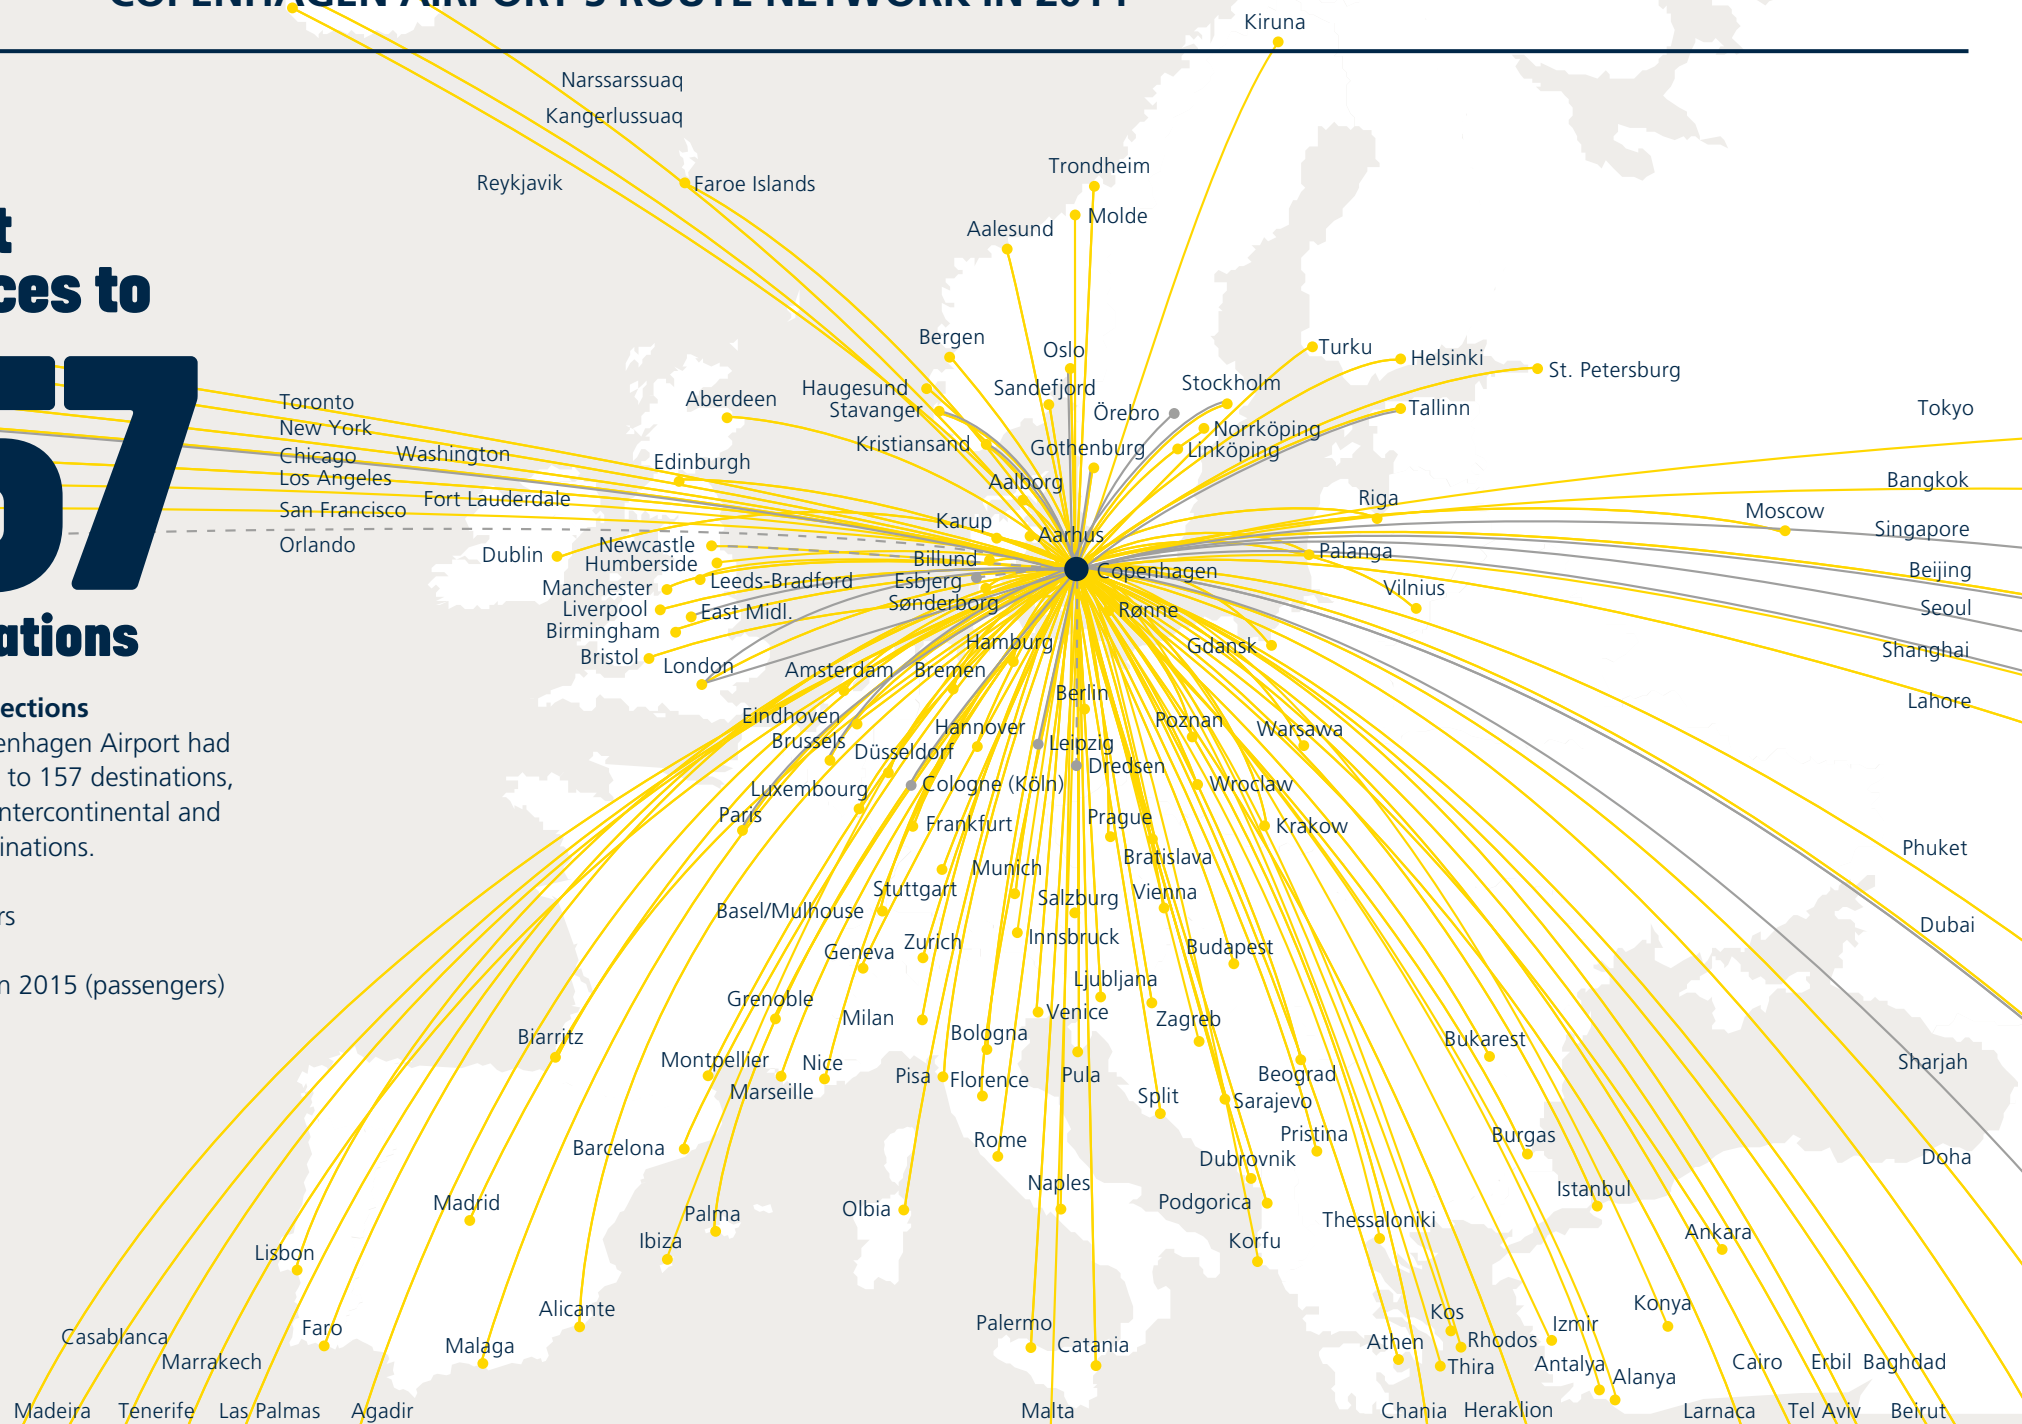 COPENHAGEN AIRPORT'S ROUTE NETWORK IN 2014
Kiruna
Narssarssuaq
Kangerlussuaq
Reykjavik
Faroe Islands
Trondheim
Molde
Aalesund
t
ces to
57
ations
ections
enhagen Airport had
to 157 destinations,
ntercontinental and
inations.
rs
n 2015 (passengers)
Bergen
Oslo
Turku
Helsinki
St. Petersburg
Haugesund
Sandefjord
Stockholm
Aberdeen
Stavanger
Örebro
Tallinn
Tokyo
Toronto
New York
Norrköping
Kristiansand
Gothenburg
Linköping
Chicago
Washington
Edinburgh
Los Angeles
Aalborg
Bangkok
Fort Lauderdale
Riga
San Francisco
Moscow
Karup
Singapore
Orlando
Dublin
Newcastle
Aarhus
Humberside
Billund
Palanga
Copenhagen
Beijing
Manchester
Leeds-Bradford
Esbjerg
Vilnius
Liverpool
East Midl.
Sønderborg
Rønne
Seoul
Birmingham
Hamburg
Gdansk
Shanghai
Bristol
London
Amsterdam
Bremen
Berlin
Lahore
Eindhoven
Hannover
Poznan
Warsawa
Brussels
Düsseldorf
Leipzig
Dredsen
Luxembourg
Cologne (Köln)
Wroclaw
Paris
Frankfurt
Prague
Krakow
Phuket
Munich
Bratislava
Stuttgart
Salzburg
Vienna
Basel/Mulhouse
Dubai
Geneva
Zurich
Innsbruck
Budapest
Ljubljana
Grenoble
Milan
Venice
Zagreb
Biarritz
Bologna
Bukarest
Montpellier
Nice
Pisa
Florence
Pula
Beograd
Sharjah
Marseille
Split
Sarajevo
Barcelona
Rome
Pristina
Burgas
Dubrovnik
Doha
Madrid
Palma
Olbia
Naples
Podgorica
Istanbul
Ibiza
Korfu
Thessaloniki
Ankara
Lisbon
Alicante
Palermo
Kos
Konya
Casablanca
Faro
Malaga
Catania
Athen
Rhodos
Izmir
Marrakech
Thira
Antalya
Alanya
Cairo
Erbil
Baghdad
Madeira
Tenerife
Las Palmas
Agadir
Malta
Chania
Heraklion
Larnaca
Tel Aviv
Beirut